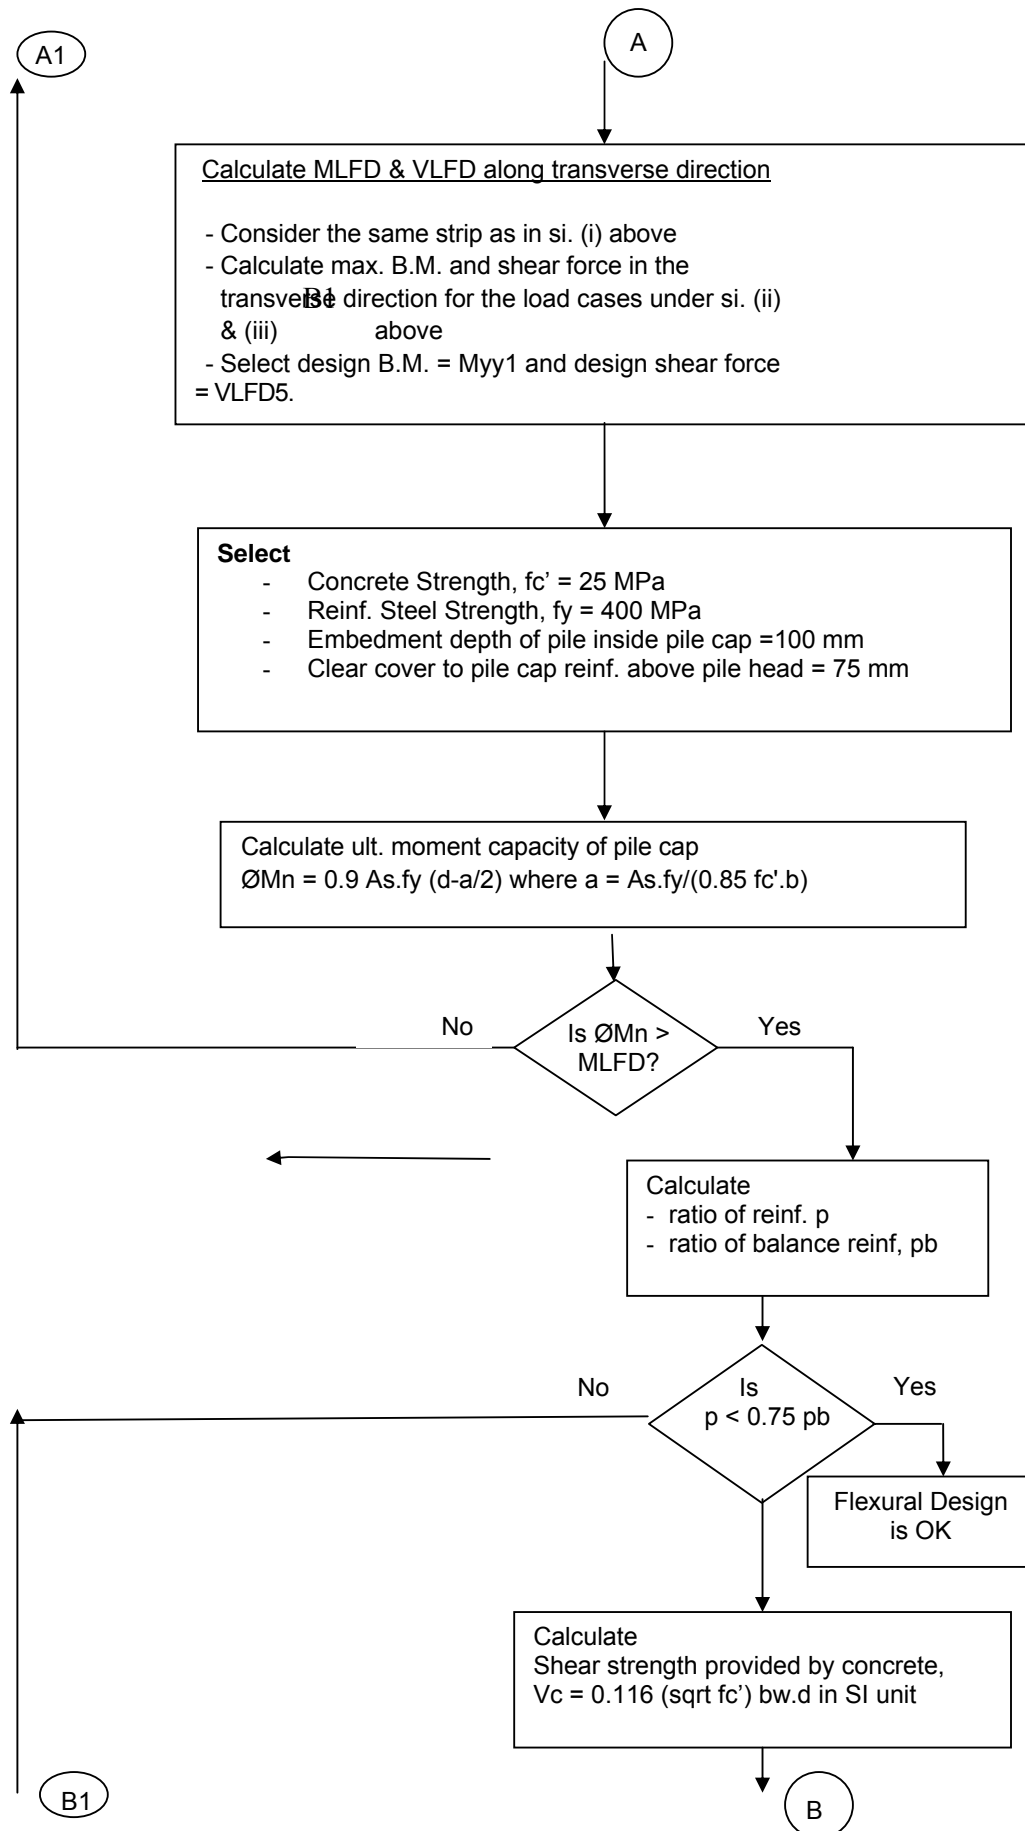 A1
A
Calculate MLFD & VLFD along transverse direction
- Consider the same strip as in si. (i) above
- Calculate max. B.M. and shear force in the
transverse direction for the load cases under si. (ii)
B1
& (iii) above
- Select design B.M. = Myy1 and design shear force
= VLFD5.
Select
- Concrete Strength, fc’ = 25 MPa
- Reinf. Steel Strength, fy = 400 MPa
- Embedment depth of pile inside pile cap =100 mm
- Clear cover to pile cap reinf. above pile head = 75 mm
Calculate ult. moment capacity of pile cap
ØMn = 0.9 As.fy (d-a/2) where a = As.fy/(0.85 fc'.b)
No
Is ØMn >
MLFD?
Yes
Calculate
- ratio of reinf. p
- ratio of balance reinf, pb
No
Is
p < 0.75 pb
Yes
Flexural Design
is OK
Calculate
Shear strength provided by concrete,
Vc = 0.116 (sqrt fc’) bw.d in SI unit
B1
B